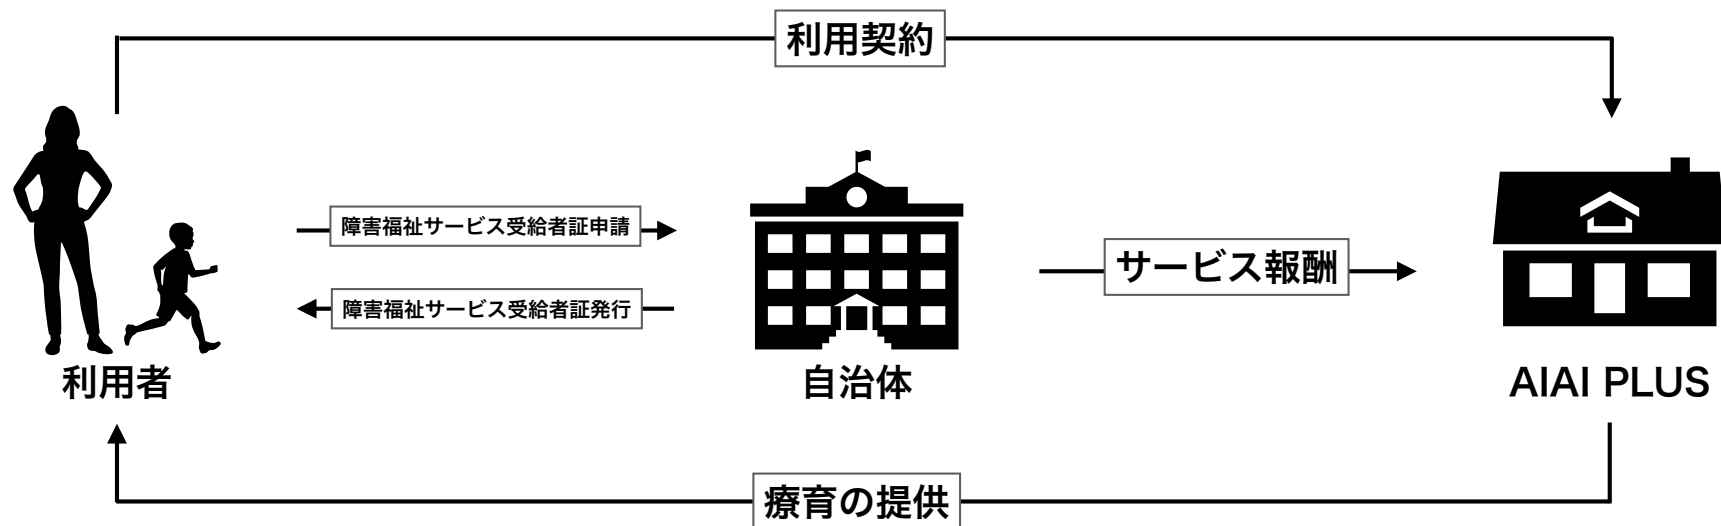 利用契約
障害福祉サービス受給者証申請
サービス報酬
障害福祉サービス受給者証発行
利用者
自治体
AIAI PLUS
療育の提供